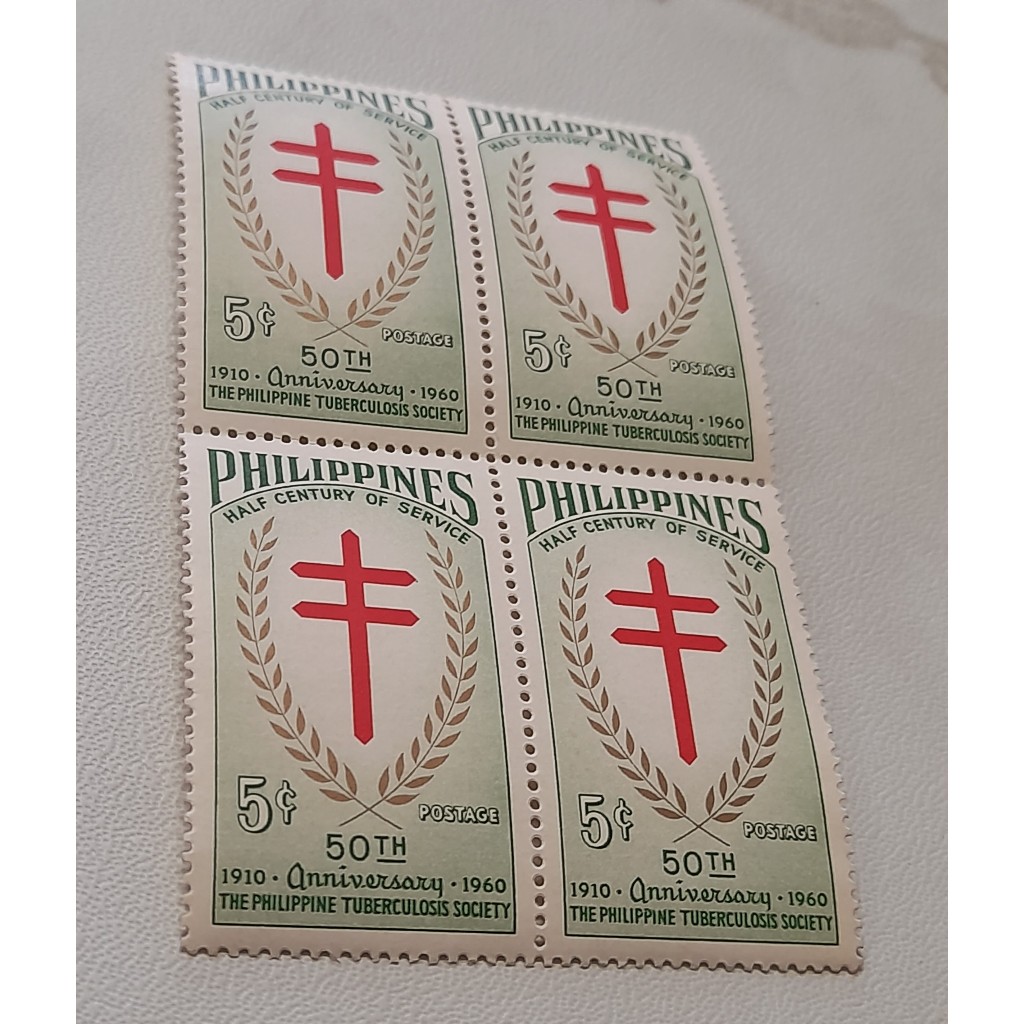 PHILIPPINES
HALF CENTURY OF SERVICE
5¢
POSTAGE
50TH
1910 · Anniversary · 1960
THE PHILIPPINE TUBERCULOSIS SOCIETY
PHILIPPINES
HALF CENTURY OF SERVICE
5¢
POSTAGE
50TH
1910 · Anniversary · 1960
THE PHILIPPINE TUBERCULOSIS SOCIETY
PHILIPPINES
HALF CENTURY OF SERVICE
5¢
POSTAGE
50TH
1910 · Anniversary · 1960
THE PHILIPPINE TUBERCULOSIS SOCIETY
PHILIPPINES
HALF CENTURY OF SERVICE
5¢
POSTAGE
50TH
1910 · Anniversary · 1960
THE PHILIPPINE TUBERCULOSIS SOCIETY